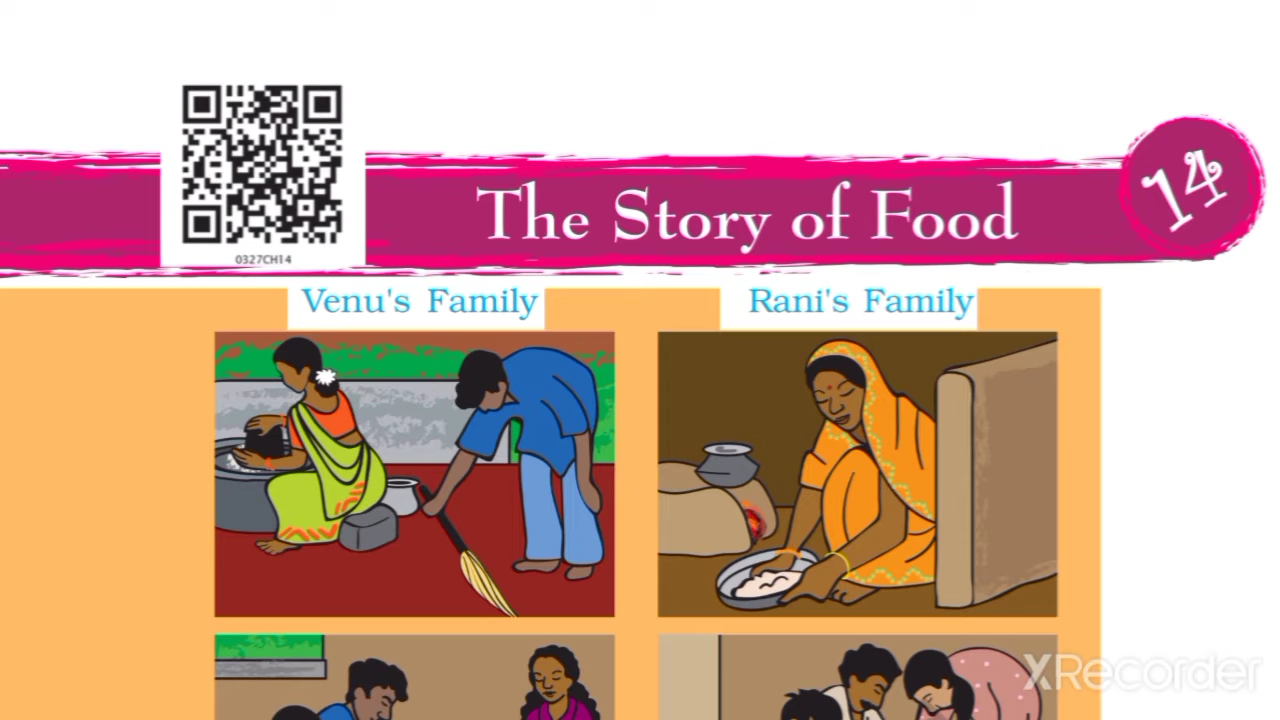 The Story of Food
14
0327CH14
Venu's Family
Rani's Family
XRecorder